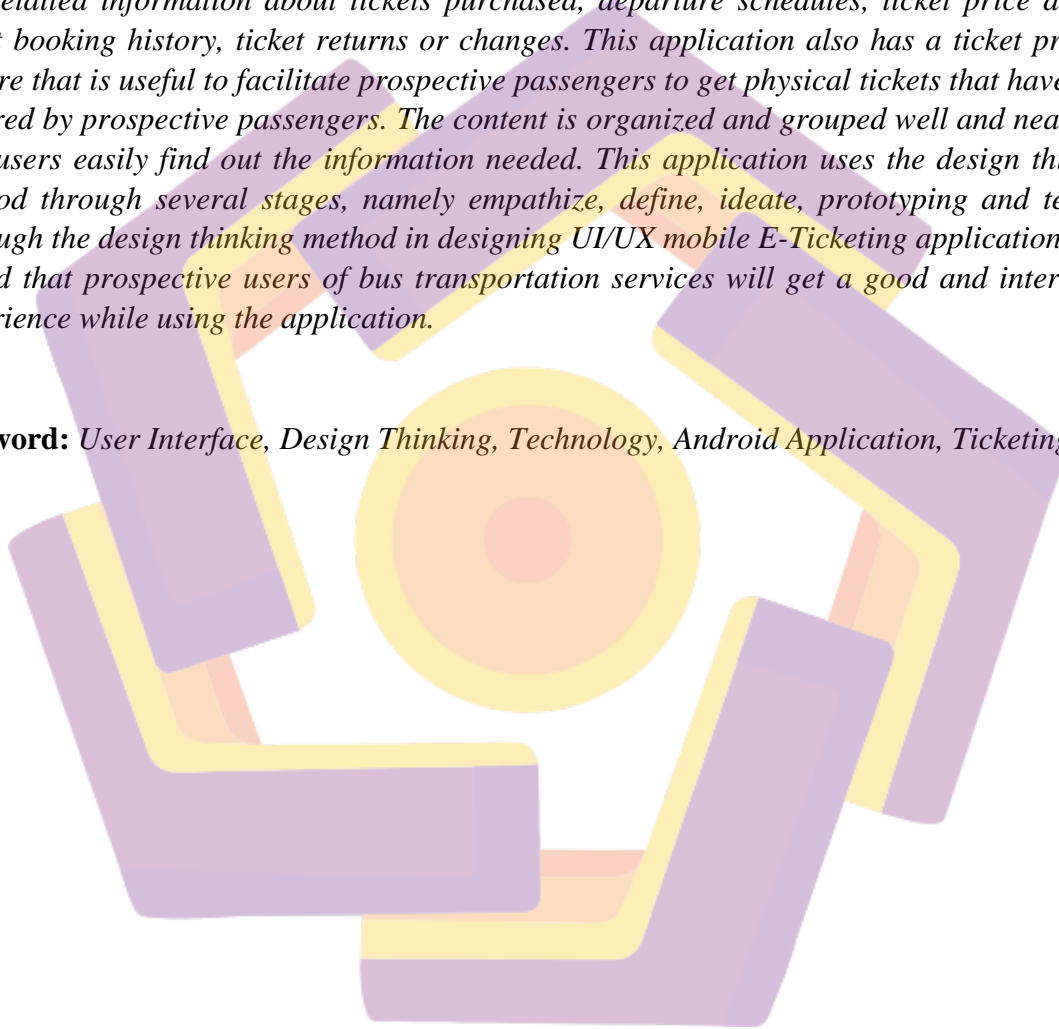 etailed information about tickets purchased, departure schedules, ticket price a
t booking history, ticket returns or changes. This application also has a ticket pr
re that is useful to facilitate prospective passengers to get physical tickets that have
red by prospective passengers. The content is organized and grouped well and nea
users easily find out the information needed. This application uses the design thi
od through several stages, namely empathize, define, ideate, prototyping and te
ugh the design thinking method in designing UI/UX mobile E-Ticketing application
d that prospective users of bus transportation services will get a good and inter
rience while using the application.
word: User Interface, Design Thinking, Technology, Android Application, Ticketing